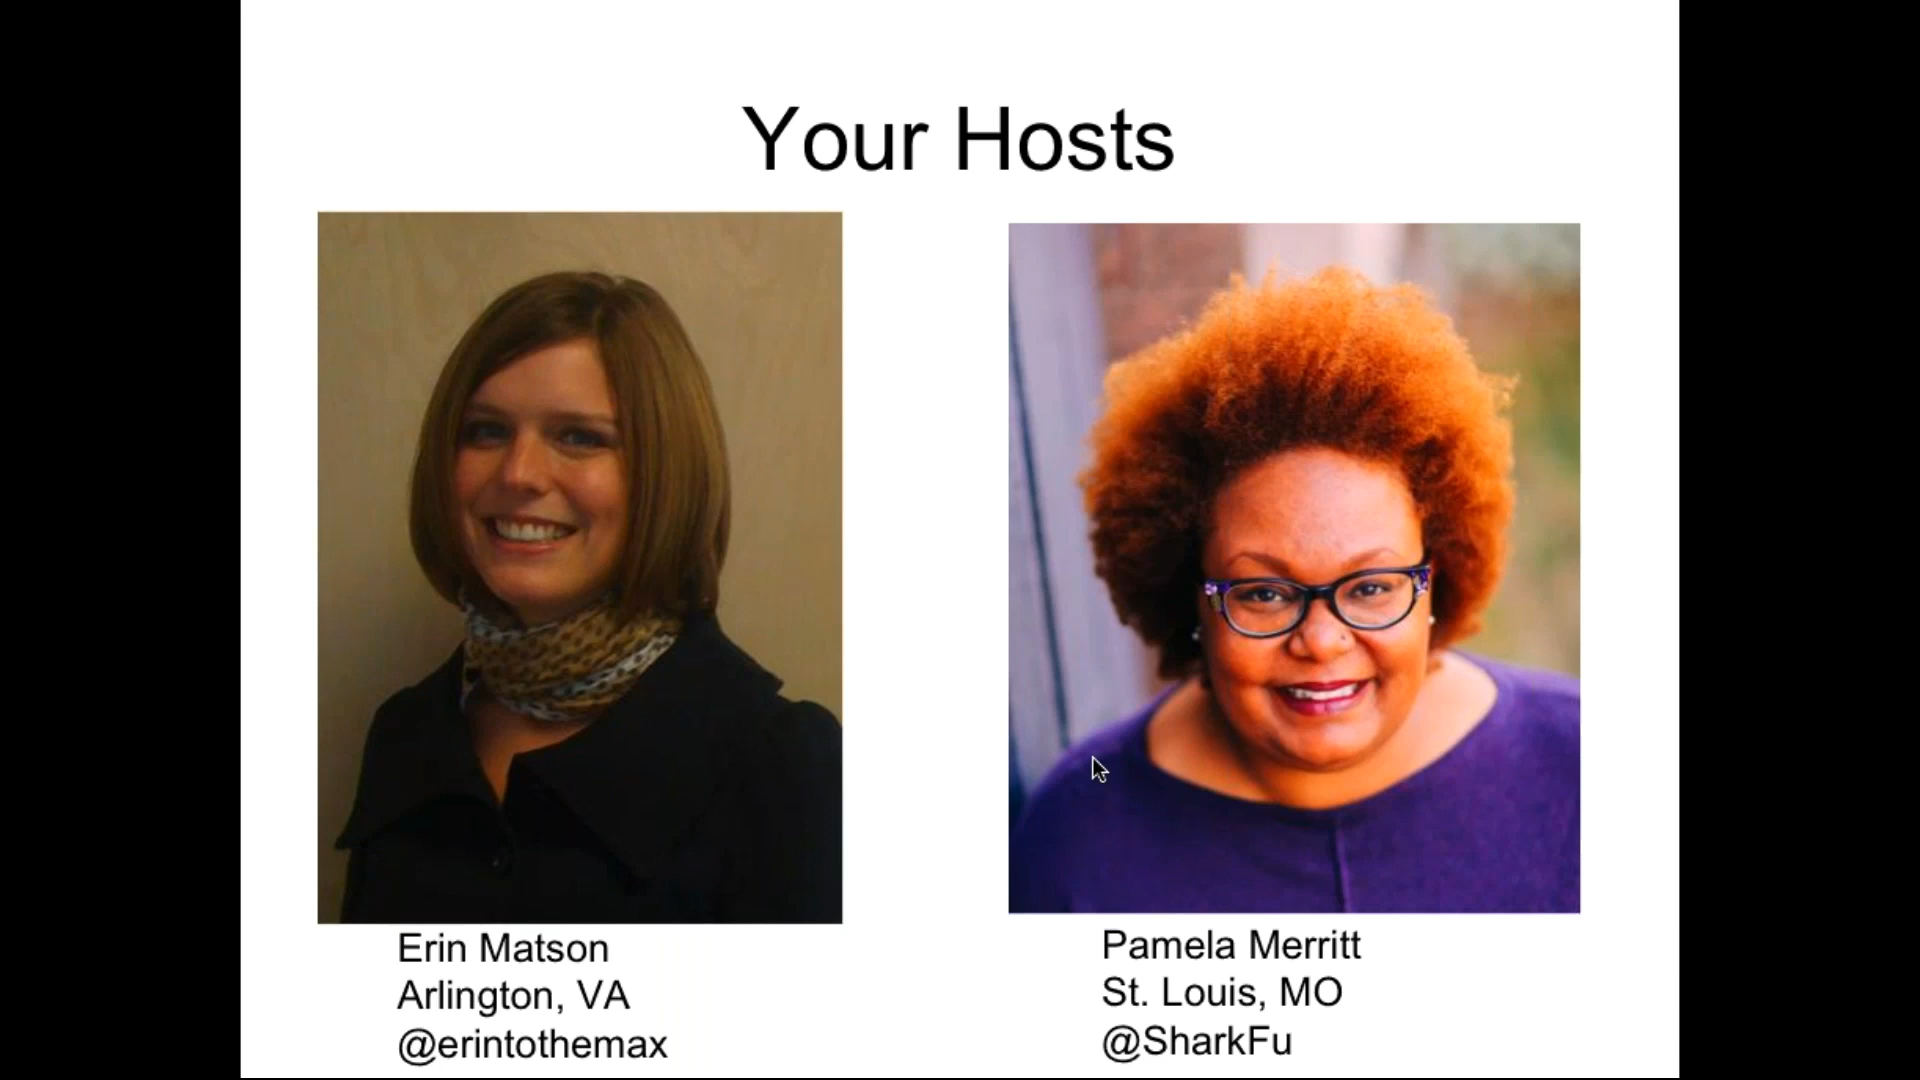 Your Hosts
Erin Matson
Arlington, VA
@erintothemax
Pamela Merritt
St. Louis, MO
@SharkFu